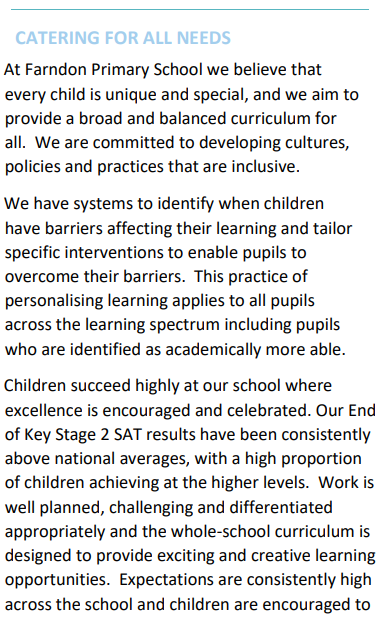 CATERING FOR ALL NEEDS
At Farndon Primary School we believe that
every child is unique and special, and we aim to
provide a broad and balanced curriculum for
all.  We are committed to developing cultures,
policies and practices that are inclusive.
We have systems to identify when children
have barriers affecting their learning and tailor
specific interventions to enable pupils to
overcome their barriers.  This practice of
personalising learning applies to all pupils
across the learning spectrum including pupils
who are identified as academically more able.
Children succeed highly at our school where
excellence is encouraged and celebrated. Our End
of Key Stage 2 SAT results have been consistently
above national averages, with a high proportion
of children achieving at the higher levels.  Work is
well planned, challenging and differentiated
appropriately and the whole-school curriculum is
designed to provide exciting and creative learning
opportunities.  Expectations are consistently high
across the school and children are encouraged to